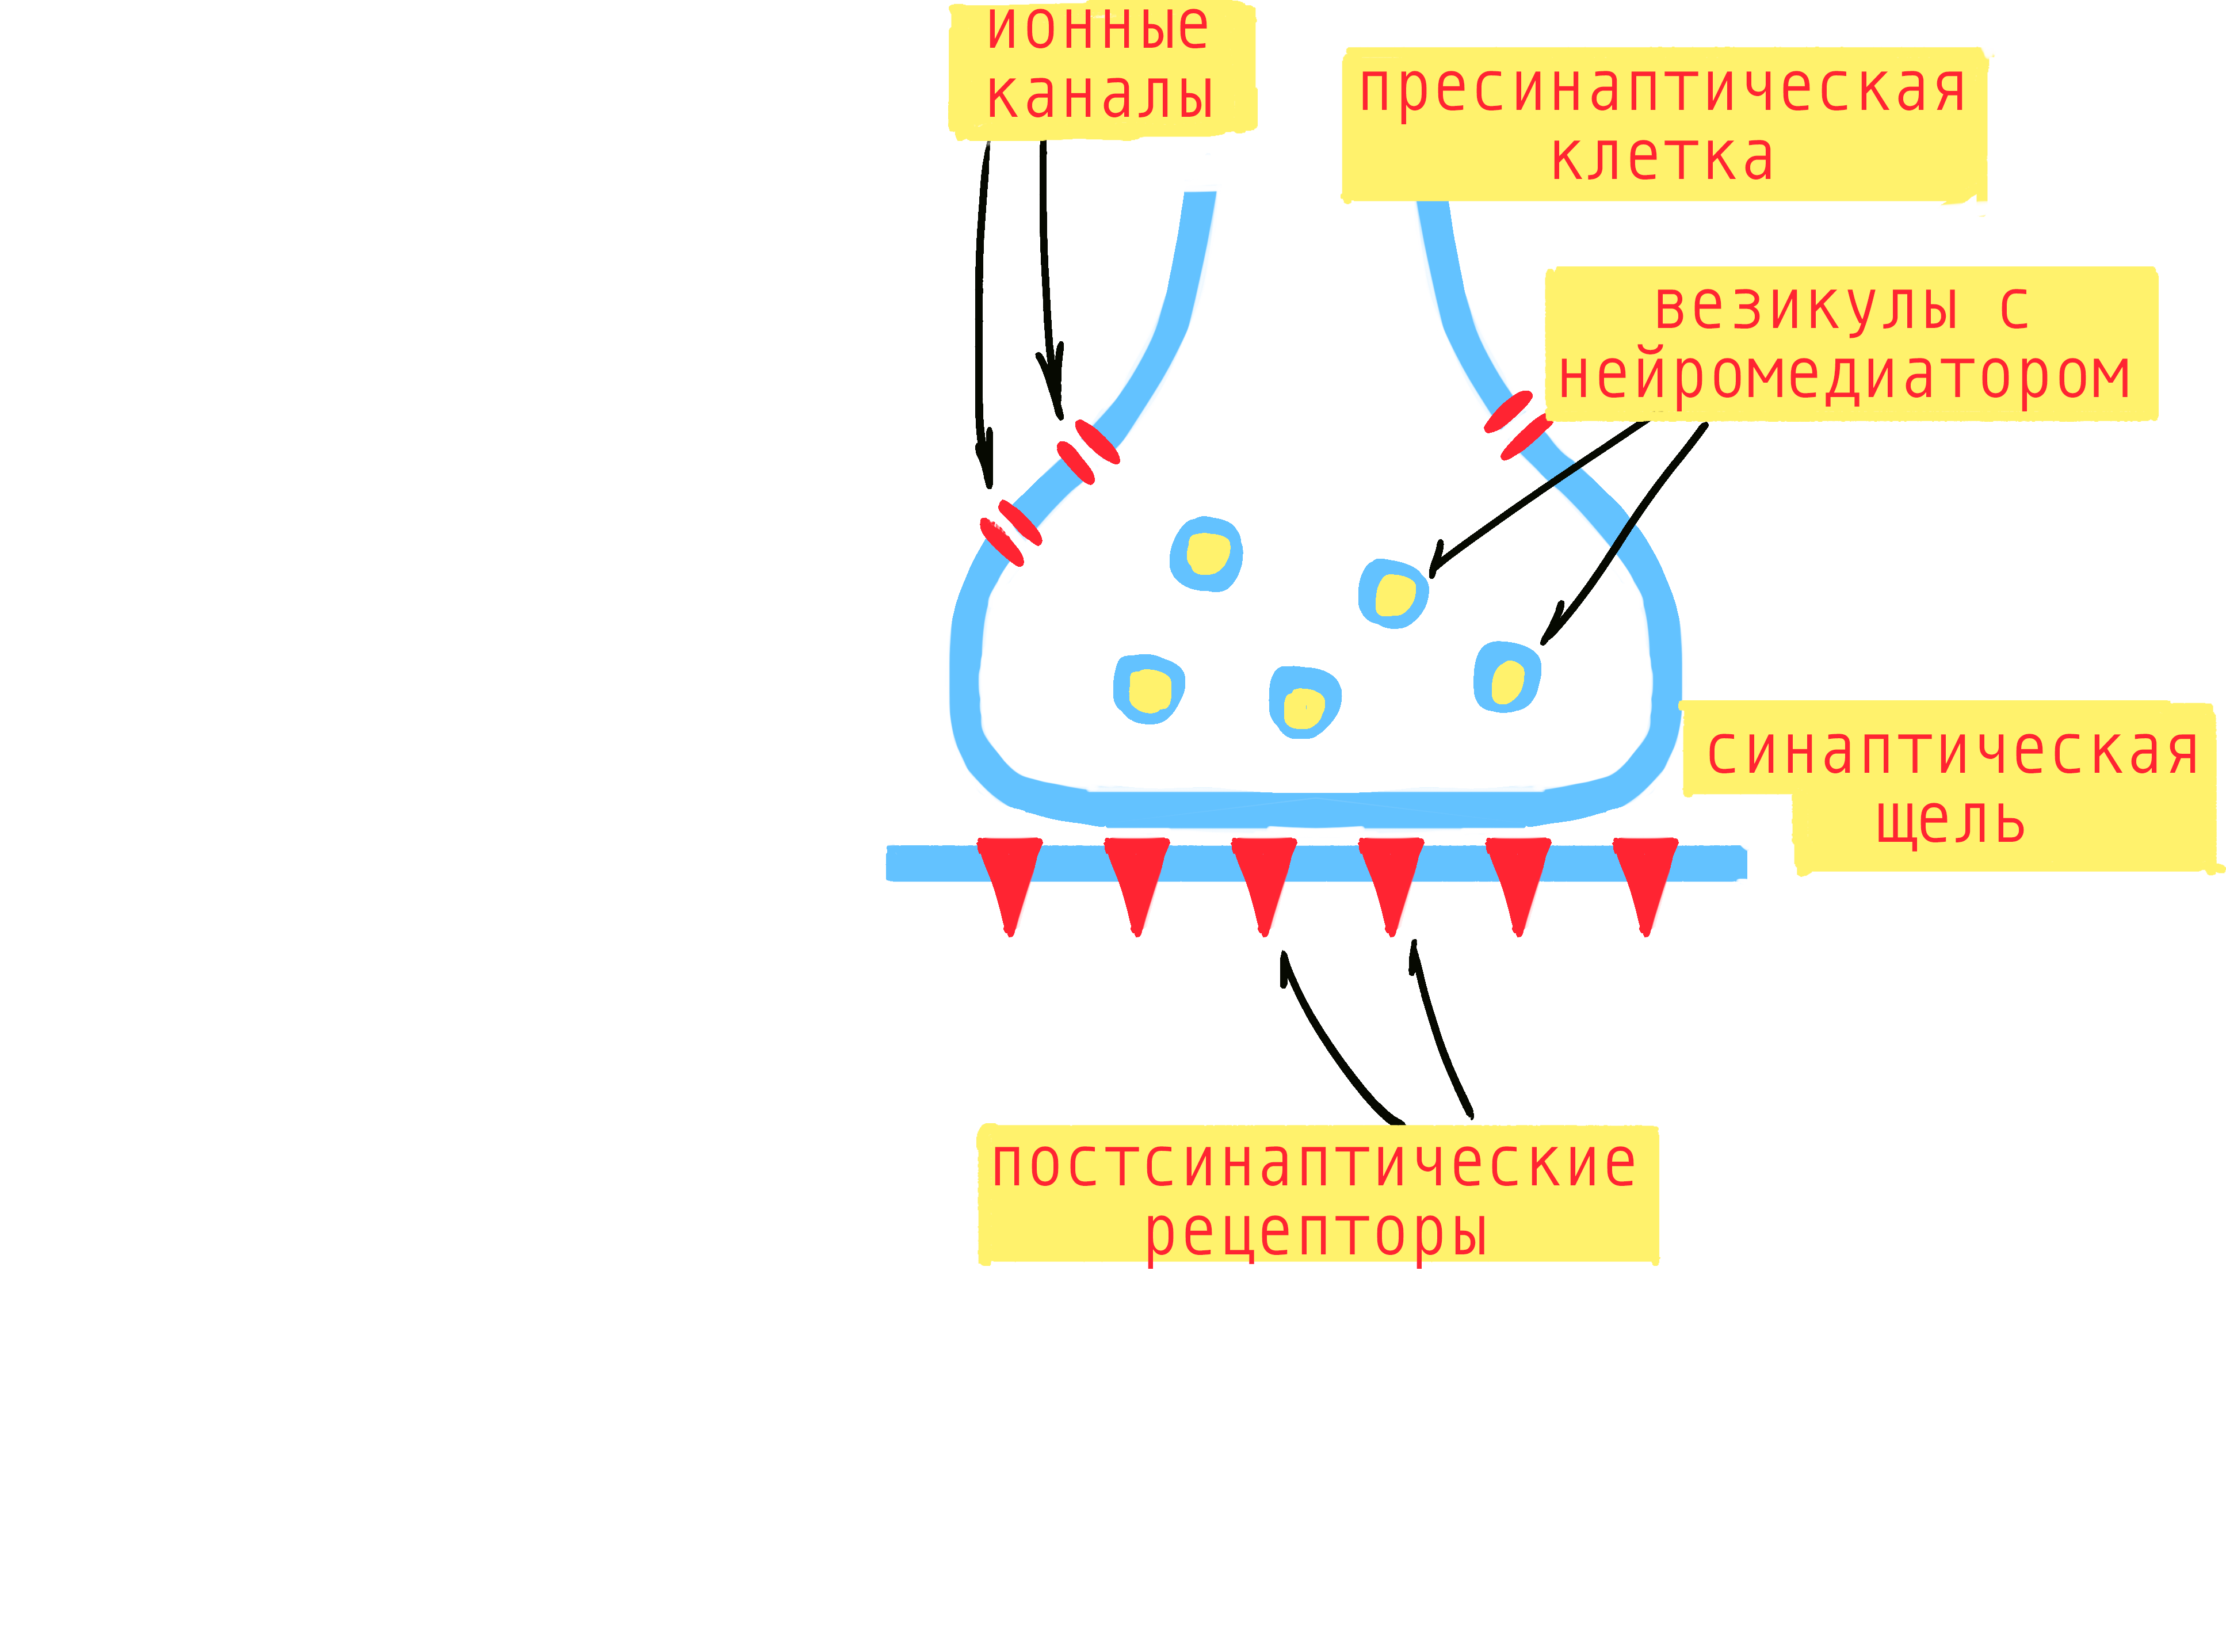 ионные
каналы
пресинаптическая
клетка
везикулы с
нейромедиатором
синаптическая
щель
постсинаптические
рецепторы